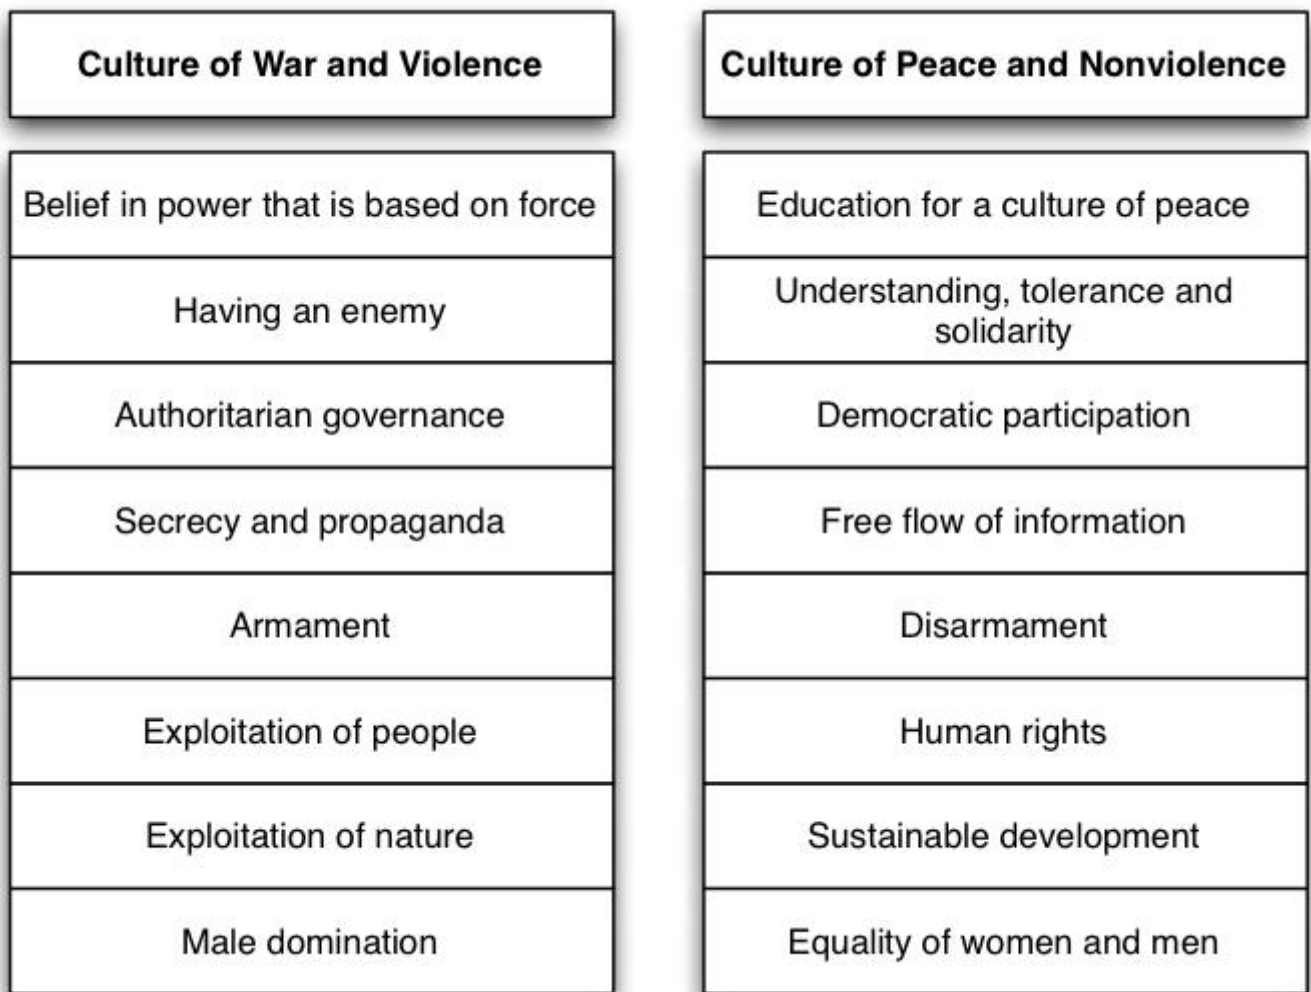 Culture of War and Violence
Culture of Peace and Nonviolence
Belief in power that is based on force
Education for a culture of peace
Having an enemy
Understanding, tolerance and
solidarity
Authoritarian governance
Democratic participation
Secrecy and propaganda
Free flow of information
Armament
Disarmament
Exploitation of people
Human rights
Exploitation of nature
Sustainable development
Male domination
Equality of women and men